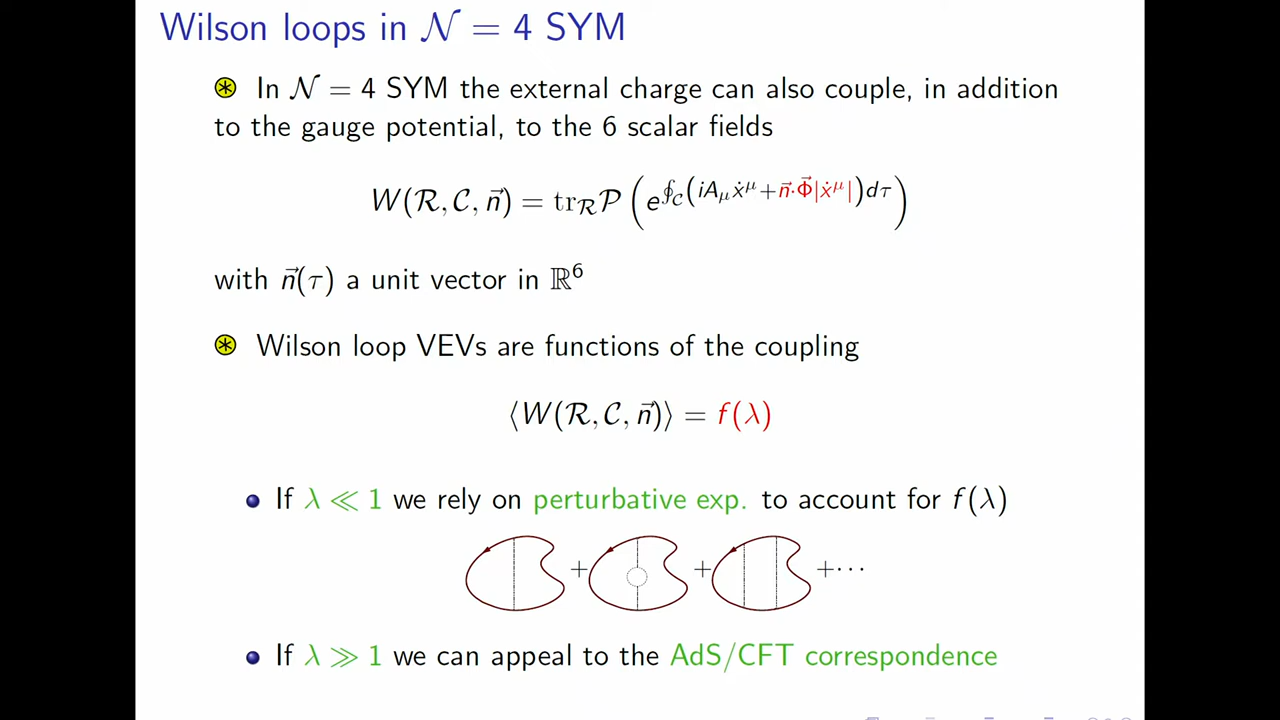 Wilson loops in 𝒩 = 4 SYM
⊛ In 𝒩 = 4 SYM the external charge can also couple, in addition
to the gauge potential, to the 6 scalar fields
W(ℛ, 𝒞, n⃗) = tr_ℛ 𝒫 ( e^{∮_𝒞 (iA_μ ẋ^μ + n⃗·Φ⃗|ẋ^μ|)dτ} )
with n⃗(τ) a unit vector in ℝ⁶
⊛ Wilson loop VEVs are functions of the coupling
⟨W(ℛ, 𝒞, n⃗)⟩ = f(λ)
If λ ≪ 1 we rely on perturbative exp. to account for f(λ)
+ + +···
If λ ≫ 1 we can appeal to the AdS/CFT correspondence